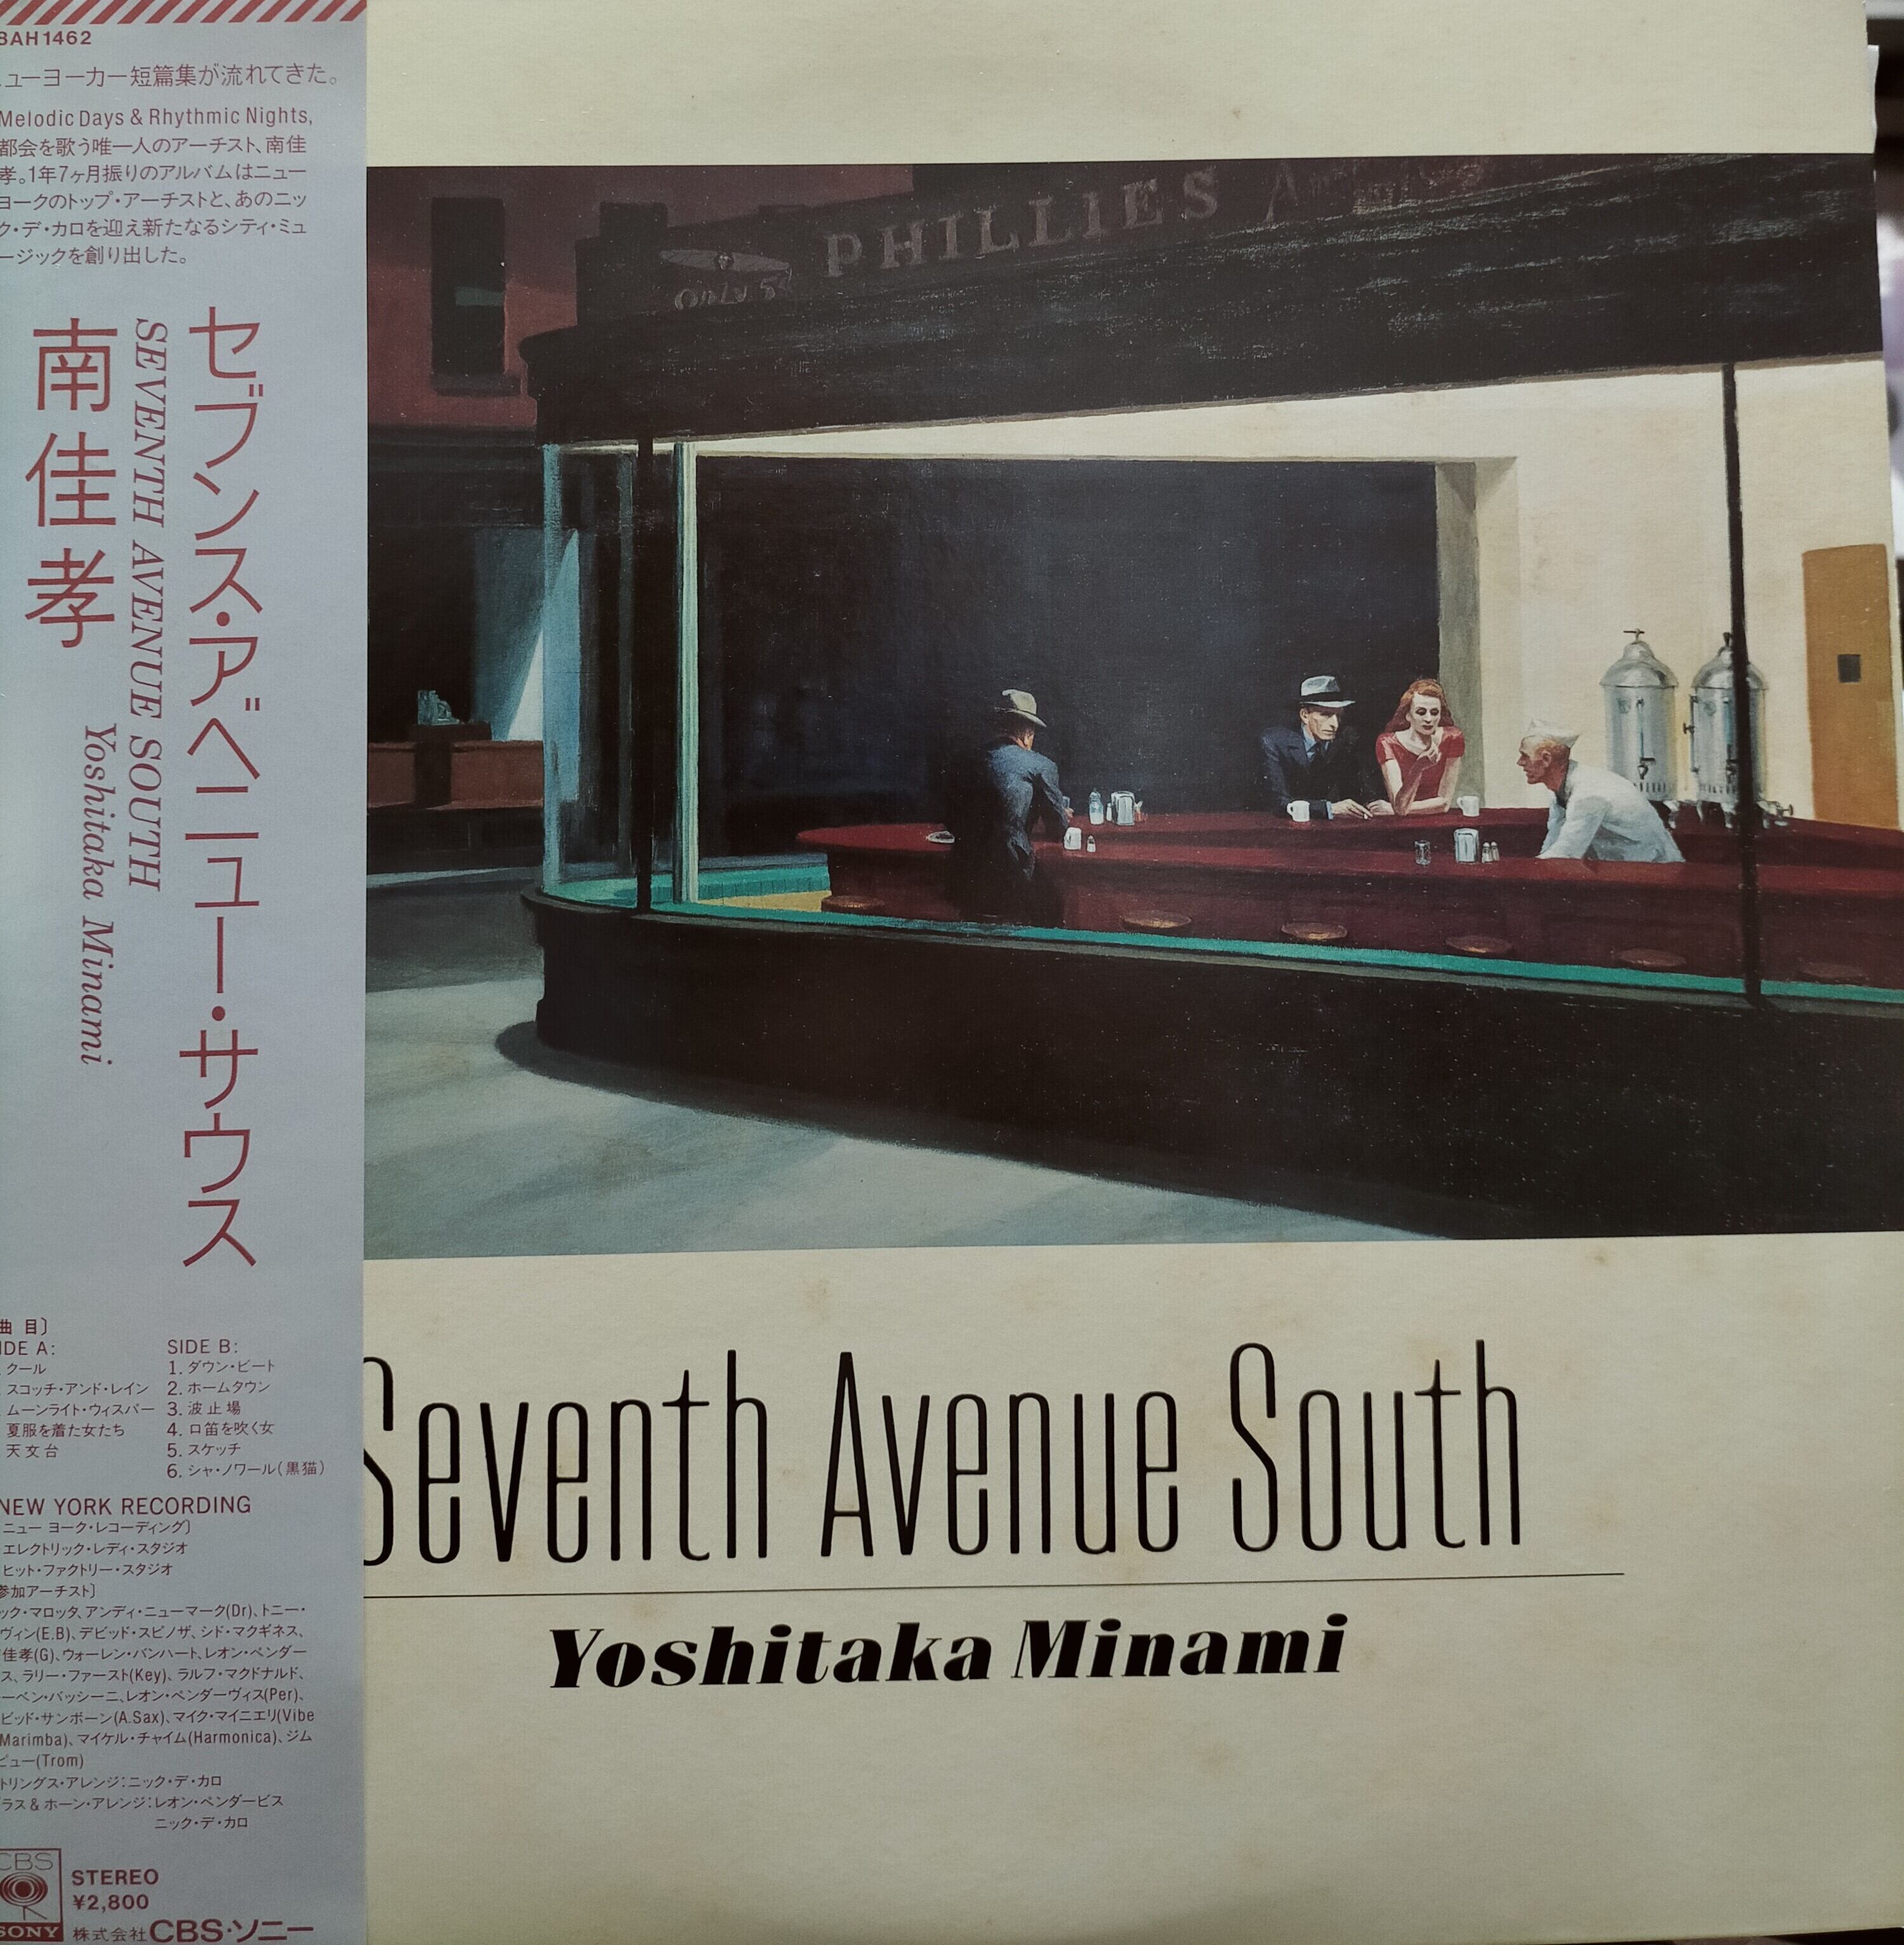 8AH1462
ューヨーカー短篇集が流れてきた。
Melodic Days & Rhythmic Nights,
都会を歌う唯一人のアーチスト、南佳
孝。1年7ヶ月振りのアルバムはニュー
ヨークのトップ・アーチストと、あのニッ
ク・デ・カロを迎え新たなるシティ・ミュ
ージックを創り出した。
セブンス・アベニュー・サウス
SEVENTH AVENUE SOUTH
南佳孝
Yoshitaka Minami
曲 目〕
IDE A:
クール
スコッチ・アンド・レイン
ムーンライト・ウィスパー
夏服を着た女たち
天文台
SIDE B:
1. ダウン・ビート
2. ホームタウン
3. 波止場
4. 口笛を吹く女
5. スケッチ
6. シャ・ノワール(黒猫)
NEW YORK RECORDING
ニュー ヨーク・レコーディング〕
エレクトリック・レディ・スタジオ
ヒット・ファクトリー・スタジオ
参加アーチスト〕
ック・マロッタ、アンディ・ニューマーク(Dr)、トニー・
ヴィン(E.B)、デビッド・スピノザ、シド・マクギネス、
佳孝(G)、ウォーレン・バンハート、レオン・ペンダー
ス、ラリー・ファースト(Key)、ラルフ・マクドナルド、
ーベン・バッシーニ、レオン・ペンダーヴィス(Per)、
ビッド・サンボーン(A.Sax)、マイク・マイニエリ(Vibe
Marimba)、マイケル・チャイム(Harmonica)、ジム
ピュー(Trom)
トリングス・アレンジ:ニック・デ・カロ
ラス&ホーン・アレンジ:レオン・ペンダービス
ニック・デ・カロ
CBS
SONY
STEREO
¥2,800
株式会社CBS・ソニー
PHILLIES
ONLY 5¢
Seventh Avenue South
Yoshitaka Minami